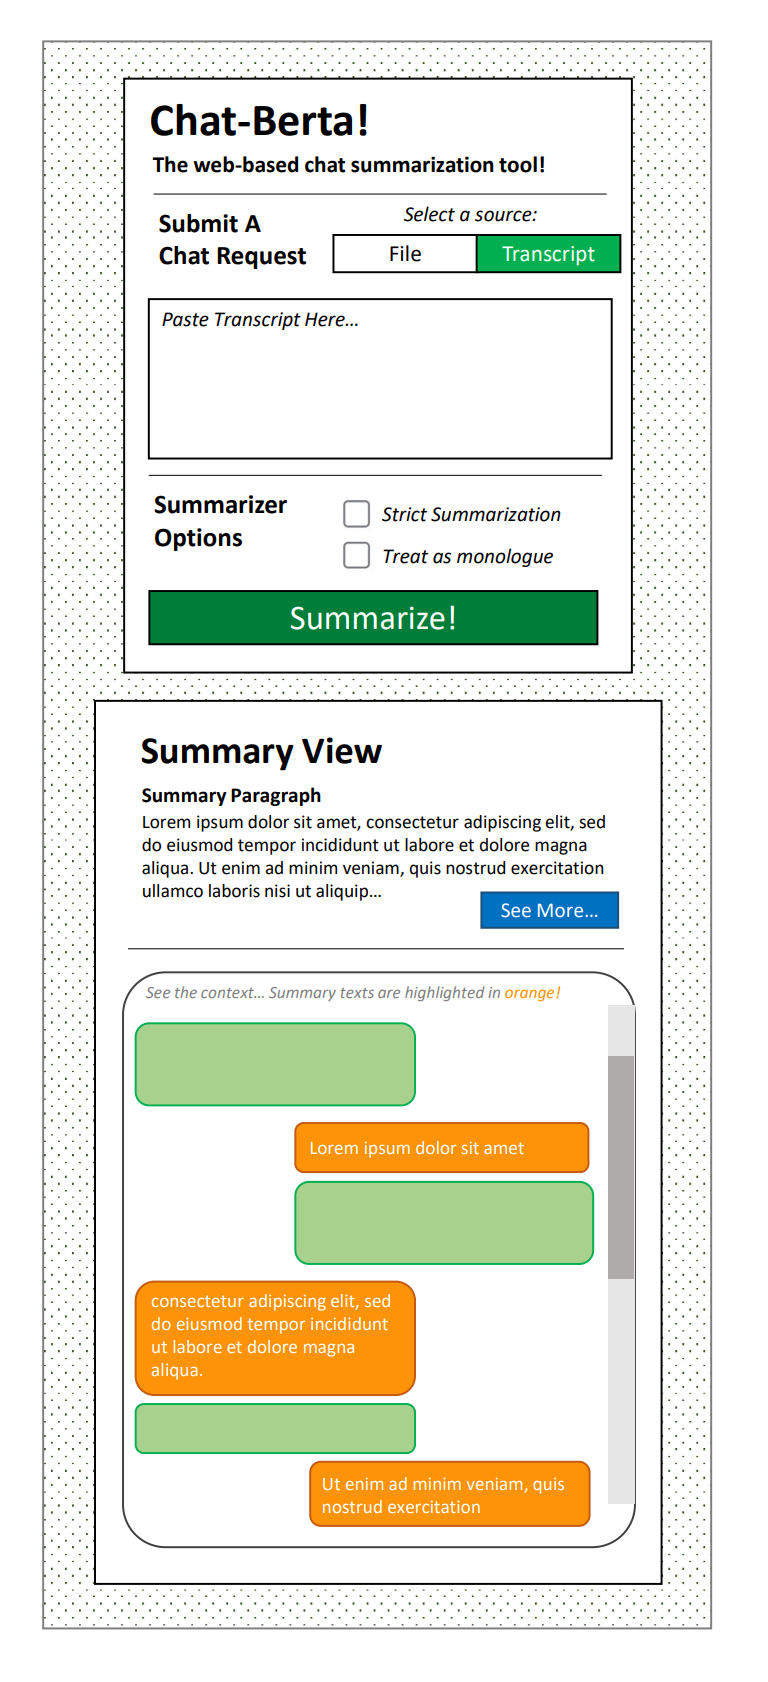 Chat-Berta!
The web-based chat summarization tool!
Submit A
Chat Request
Select a source:
File
Transcript
Paste Transcript Here...
Summarizer
Options
Strict Summarization
Treat as monologue
Summarize!
Summary View
Summary Paragraph
Lorem ipsum dolor sit amet, consectetur adipiscing elit, sed
do eiusmod tempor incididunt ut labore et dolore magna
aliqua. Ut enim ad minim veniam, quis nostrud exercitation
ullamco laboris nisi ut aliquip...
See More...
See the context... Summary texts are highlighted in orange!
Lorem ipsum dolor sit amet
consectetur adipiscing elit, sed
do eiusmod tempor incididunt
ut labore et dolore magna
aliqua.
Ut enim ad minim veniam, quis
nostrud exercitation